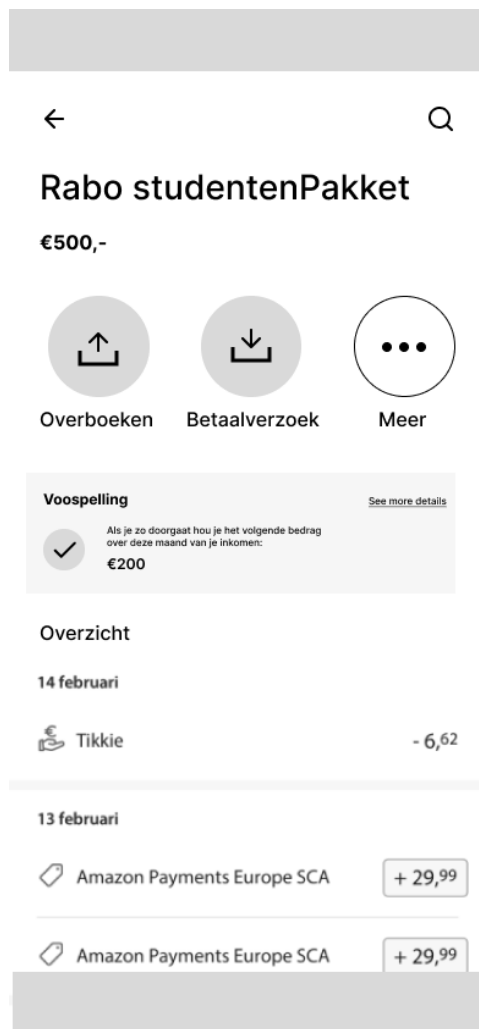 Rabo studentenPakket
€500,-
Overboeken Betaalverzoek Meer
Voospelling See more details
Als je zo doorgaat hou je het volgende bedrag
over deze maand van je inkomen:
€200
Overzicht
14 februari
Tikkie - 6,62
13 februari
Amazon Payments Europe SCA + 29,99
Amazon Payments Europe SCA + 29,99